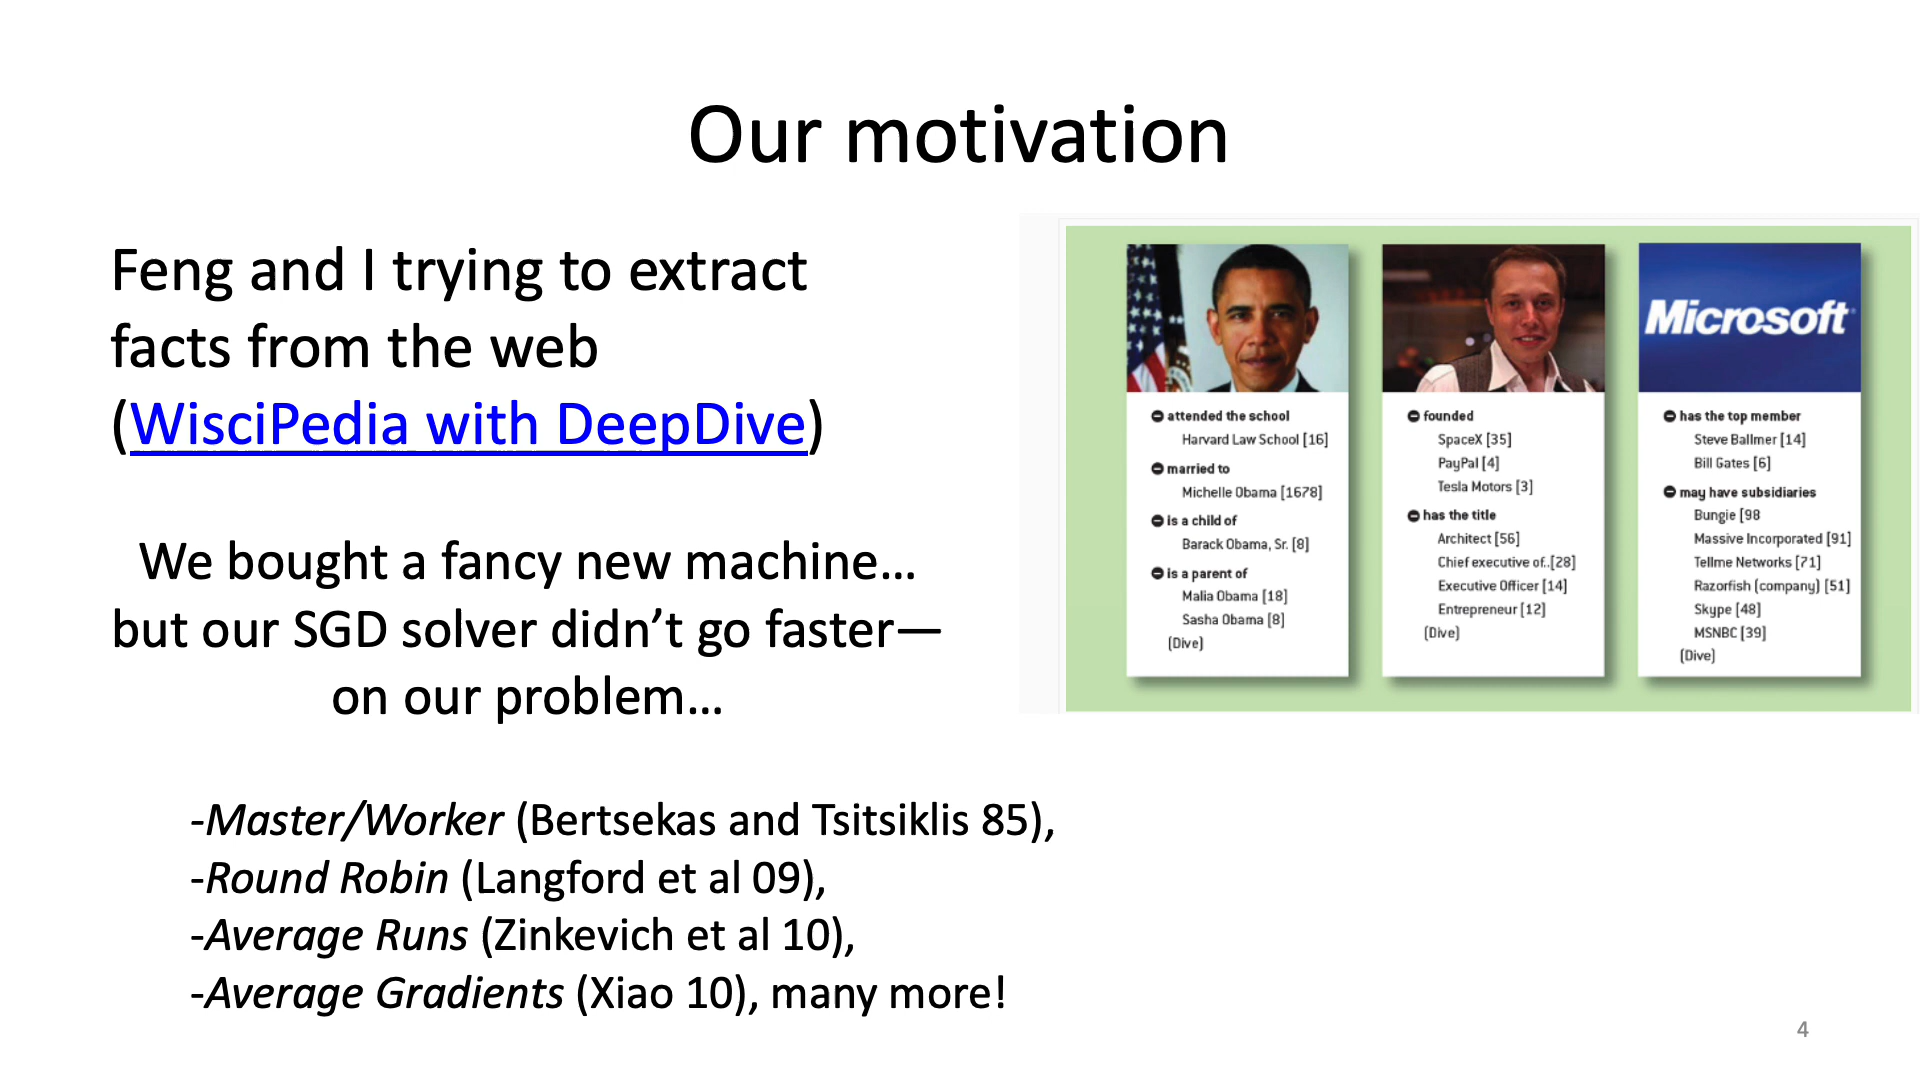 Our motivation
Feng and I trying to extract
facts from the web
(WisciPedia with DeepDive)
We bought a fancy new machine…
but our SGD solver didn’t go faster—
on our problem…
-Master/Worker (Bertsekas and Tsitsiklis 85),
-Round Robin (Langford et al 09),
-Average Runs (Zinkevich et al 10),
-Average Gradients (Xiao 10), many more!
attended the school
Harvard Law School [16]
married to
Michelle Obama [1678]
is a child of
Barack Obama, Sr. [8]
is a parent of
Malia Obama [18]
Sasha Obama [8]
(Dive)
founded
SpaceX [35]
PayPal [4]
Tesla Motors [3]
has the title
Architect [56]
Chief executive of..[28]
Executive Officer [14]
Entrepreneur [12]
(Dive)
Microsoft
has the top member
Steve Ballmer [14]
Bill Gates [6]
may have subsidiaries
Bungie [98
Massive Incorporated [91]
Tellme Networks [71]
Razorfish (company) [51]
Skype [48]
MSNBC [39]
(Dive)
4